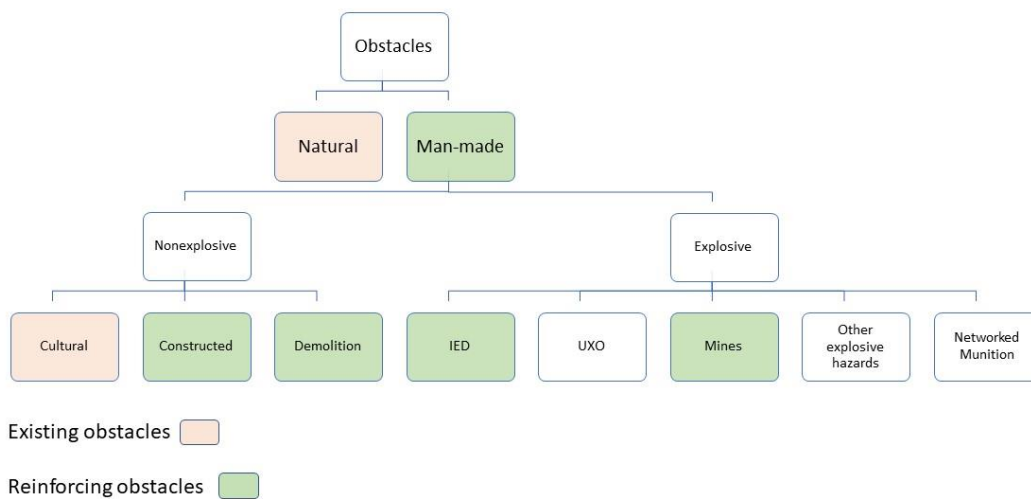 Obstacles
Natural
Man-made
Nonexplosive
Explosive
Cultural
Constructed
Demolition
IED
UXO
Mines
Other
explosive
hazards
Networked
Munition
Existing obstacles
Reinforcing obstacles